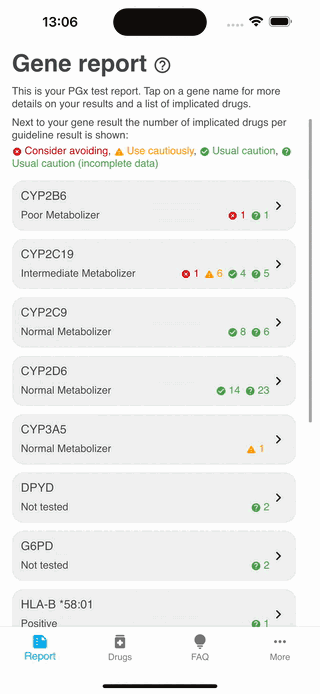 13:06
Gene report
This is your PGx test report. Tap on a gene name for more
details on your results and a list of implicated drugs.
Next to your gene result the number of implicated drugs per
guideline result is shown:
Consider avoiding, Use cautiously, Usual caution,
Usual caution (incomplete data)
CYP2B6
Poor Metabolizer 1 1
CYP2C19
Intermediate Metabolizer 1 6 4 5
CYP2C9
Normal Metabolizer 8 6
CYP2D6
Normal Metabolizer 14 23
CYP3A5
Normal Metabolizer 1
DPYD
Not tested 2
G6PD
Not tested 2
HLA-B *58:01
Positive 1
Report Drugs FAQ More